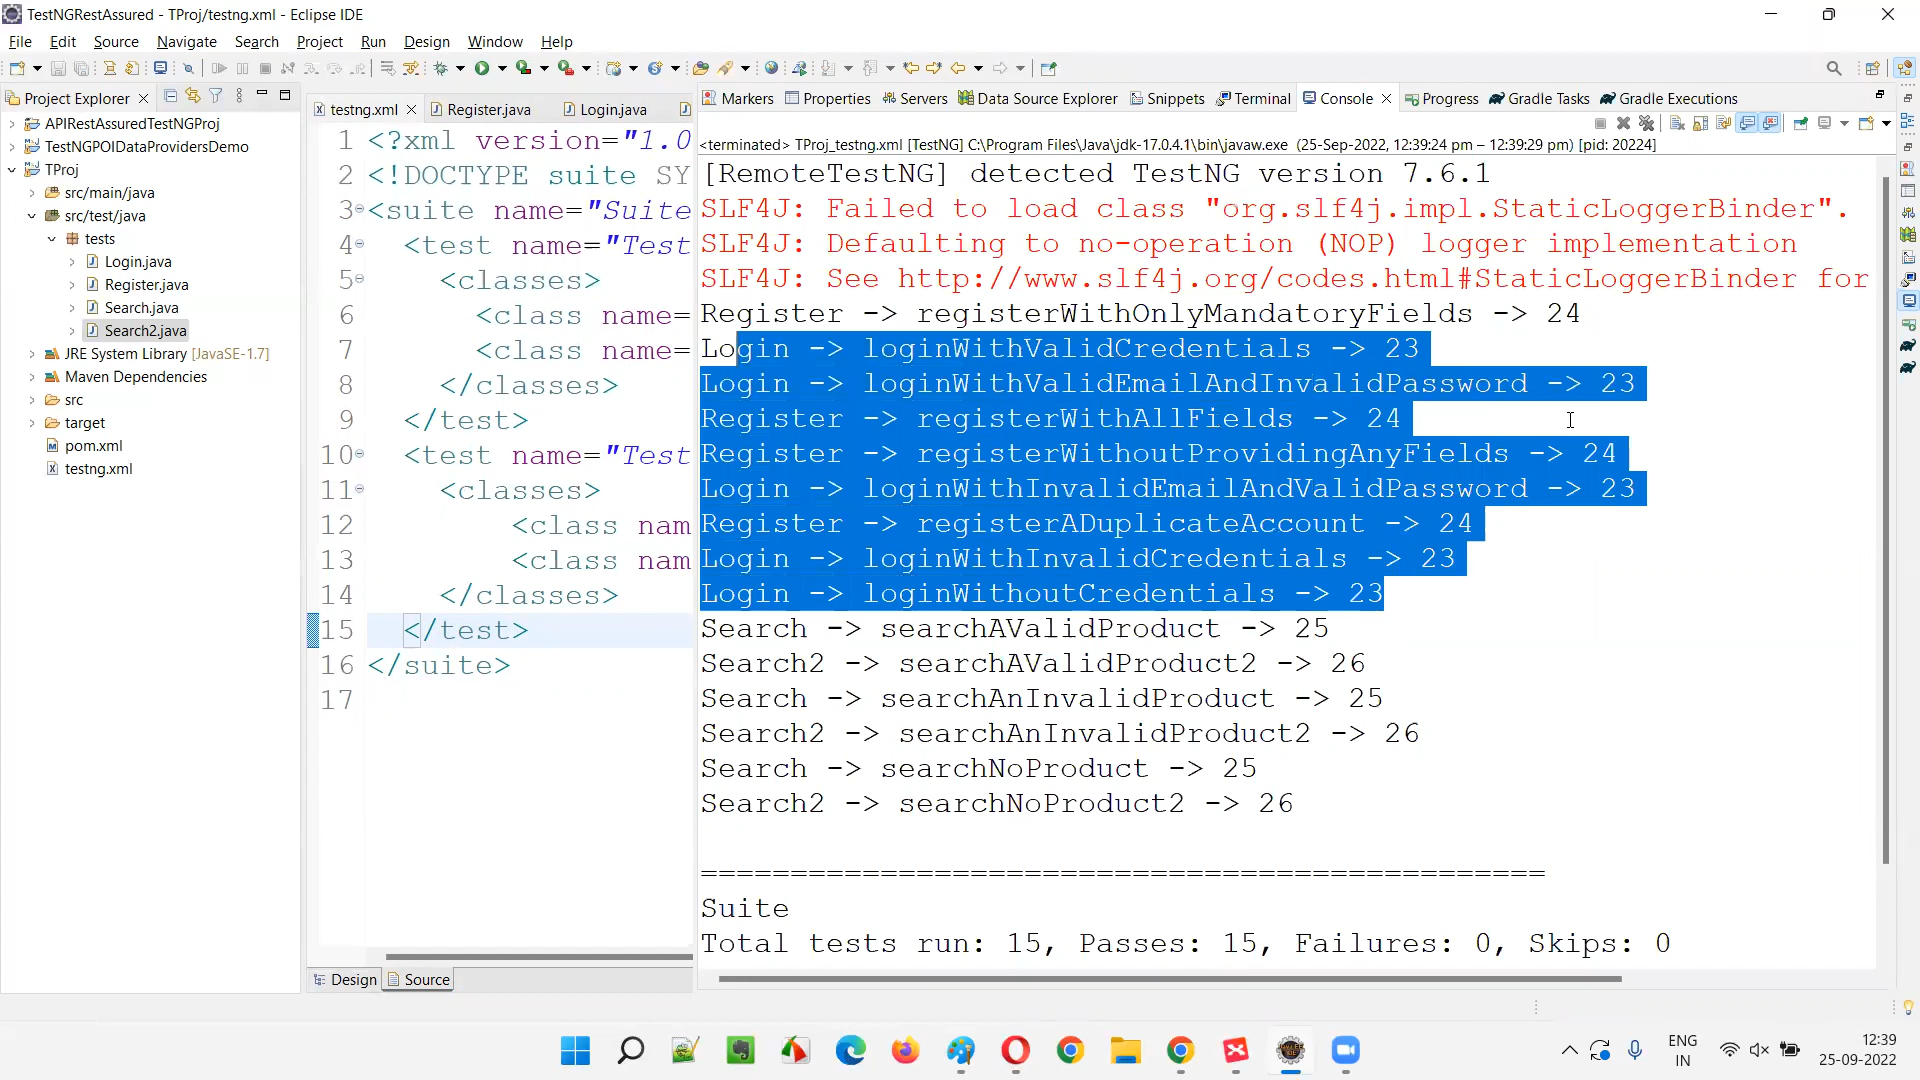 TestNGRestAssured - TProj/testng.xml - Eclipse IDE
File Edit Source Navigate Search Project Run Design Window Help
Project Explorer
APIRestAssuredTestNGProj
TestNGPOIDataProvidersDemo
TProj
src/main/java
src/test/java
tests
Login.java
Register.java
Search.java
Search2.java
JRE System Library [JavaSE-1.7]
Maven Dependencies
src
target
pom.xml
testng.xml
testng.xml Register.java Login.java
1 <?xml version="1.0
2 <!DOCTYPE suite SY
3 <suite name="Suite
4 <test name="Test
5 <classes>
6 <class name=
7 <class name=
8 </classes>
9 </test>
10 <test name="Test
11 <classes>
12 <class nam
13 <class nam
14 </classes>
15 </test>
16 </suite>
17
Design Source
Markers Properties Servers Data Source Explorer Snippets Terminal Console Progress Gradle Tasks Gradle Executions
<terminated> TProj_testng.xml [TestNG] C:\Program Files\Java\jdk-17.0.4.1\bin\javaw.exe (25-Sep-2022, 12:39:24 pm – 12:39:29 pm) [pid: 20224]
[RemoteTestNG] detected TestNG version 7.6.1
SLF4J: Failed to load class "org.slf4j.impl.StaticLoggerBinder".
SLF4J: Defaulting to no-operation (NOP) logger implementation
SLF4J: See http://www.slf4j.org/codes.html#StaticLoggerBinder for
Register -> registerWithOnlyMandatoryFields -> 24
Login -> loginWithValidCredentials -> 23
Login -> loginWithValidEmailAndInvalidPassword -> 23
Register -> registerWithAllFields -> 24
Register -> registerWithoutProvidingAnyFields -> 24
Login -> loginWithInvalidEmailAndValidPassword -> 23
Register -> registerADuplicateAccount -> 24
Login -> loginWithInvalidCredentials -> 23
Login -> loginWithoutCredentials -> 23
Search -> searchAValidProduct -> 25
Search2 -> searchAValidProduct2 -> 26
Search -> searchAnInvalidProduct -> 25
Search2 -> searchAnInvalidProduct2 -> 26
Search -> searchNoProduct -> 25
Search2 -> searchNoProduct2 -> 26
===============================================
Suite
Total tests run: 15, Passes: 15, Failures: 0, Skips: 0
ENG
IN
12:39
25-09-2022